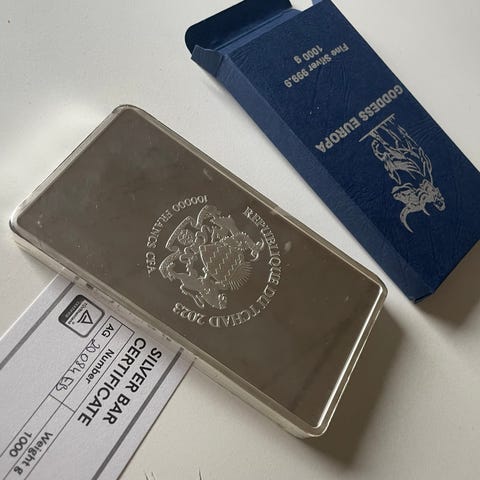 Fine Silver 999.9
1000 g
GODDESS EUROPA
REPUBLIQUE DU TCHAD 2023
100000 FRANCS CFA
SILVER BAR
CERTIFICATE
AG Number
Weight g
1000